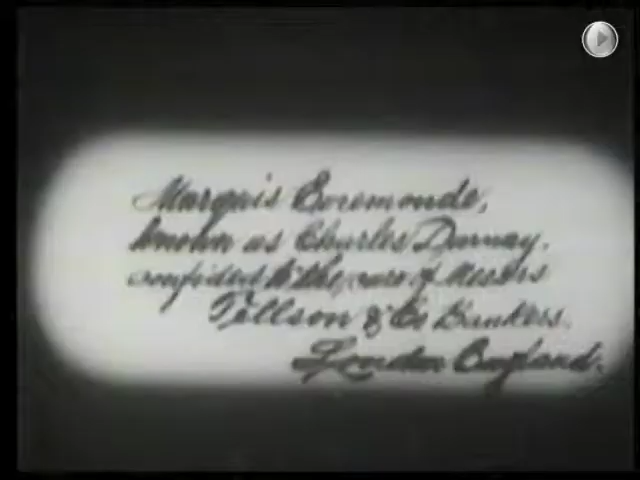 Marquis Evremonde,
known as Charles Darnay.
confided to the care of Messrs
Tellson & Co Bankers.
London England.